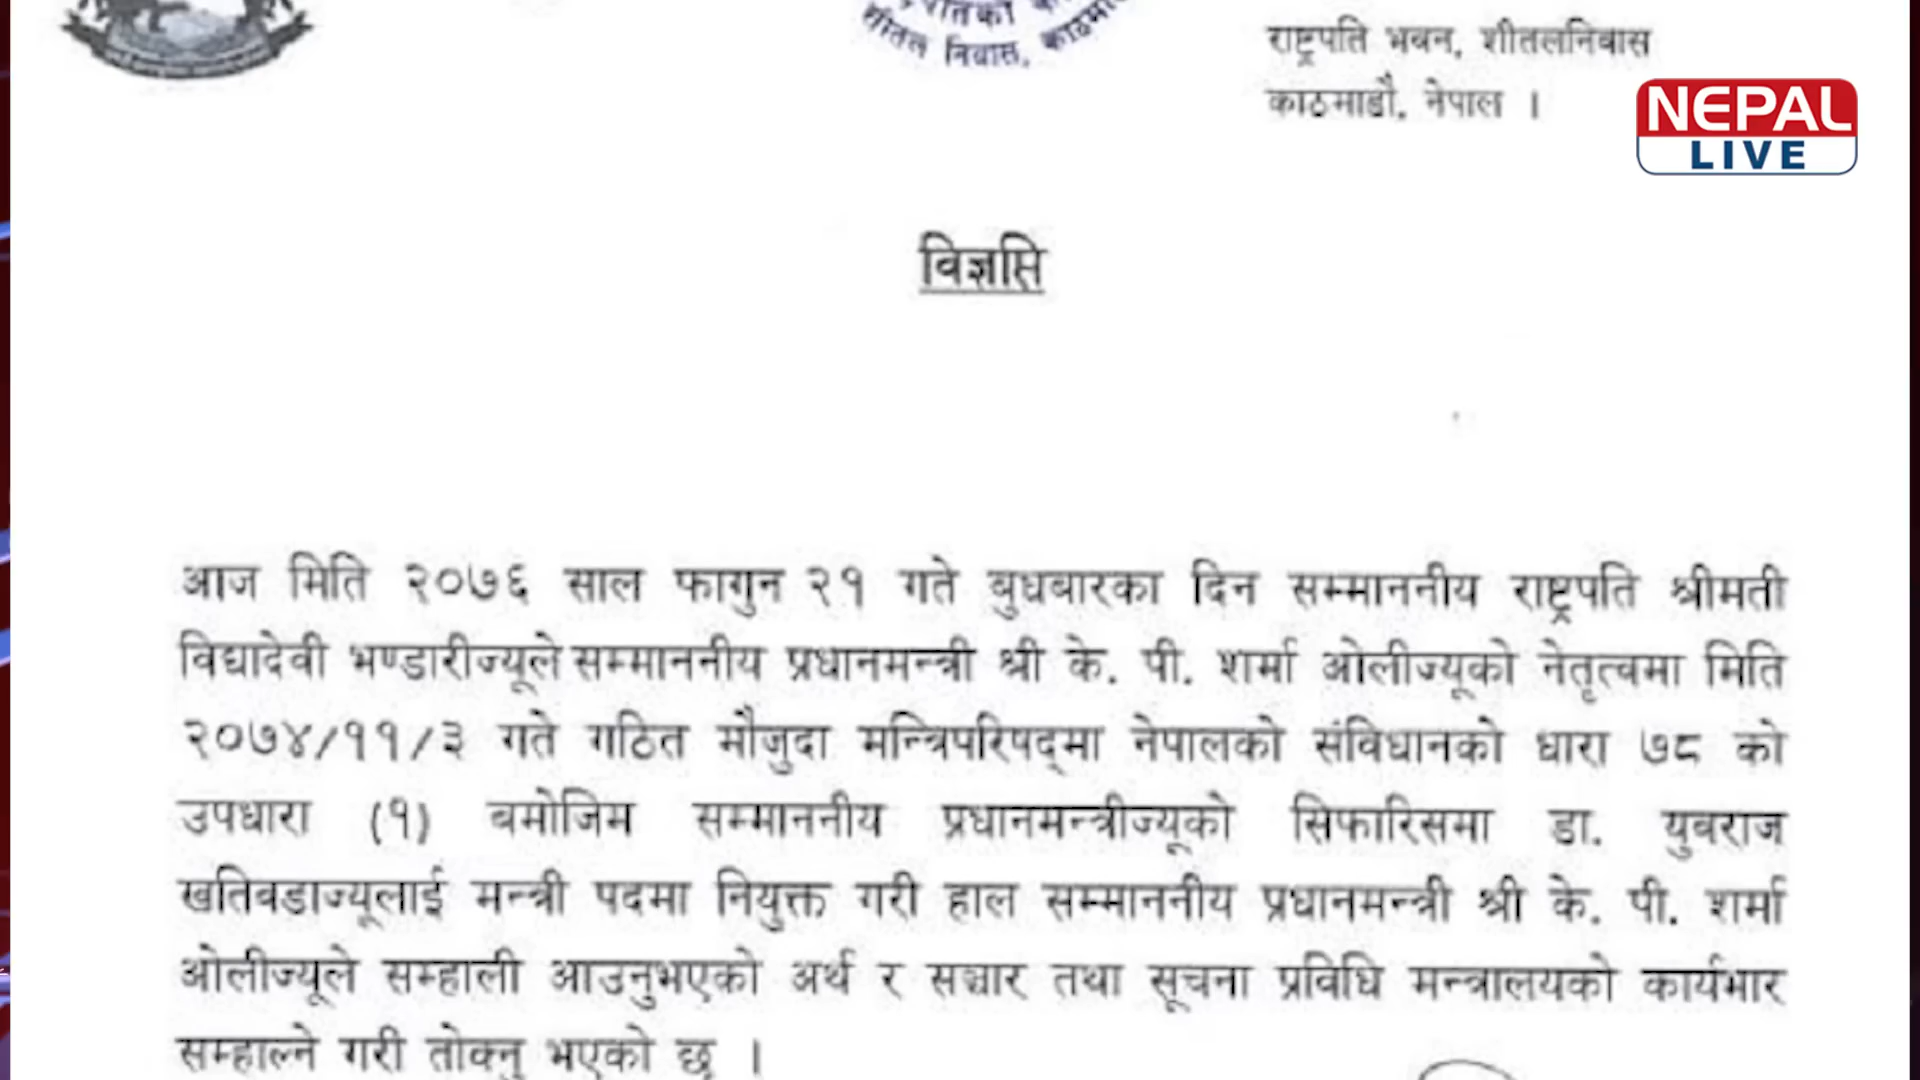 शीतल निवास,
राष्ट्रपति भवन, शीतलनिवास
काठमाडौं, नेपाल ।
NEPAL
LIVE
विज्ञप्ति
आज मिति २०७६ साल फागुन २१ गते बुधबारका दिन सम्माननीय राष्ट्रपति श्रीमती
विद्यादेवी भण्डारीज्यूले सम्माननीय प्रधानमन्त्री श्री के. पी. शर्मा ओलीज्यूको नेतृत्वमा मिति
२०७४/११/३ गते गठित मौजुदा मन्त्रिपरिषद्‌मा नेपालको संविधानको धारा ७८ को
उपधारा (१) बमोजिम सम्माननीय प्रधानमन्त्रीज्यूको सिफारिसमा डा. युवराज
खतिवडाज्यूलाई मन्त्री पदमा नियुक्त गरी हाल सम्माननीय प्रधानमन्त्री श्री के. पी. शर्मा
ओलीज्यूले सम्हाली आउनुभएको अर्थ र सञ्चार तथा सूचना प्रविधि मन्त्रालयको कार्यभार
सम्हाल्ने गरी तोक्नु भएको छ ।